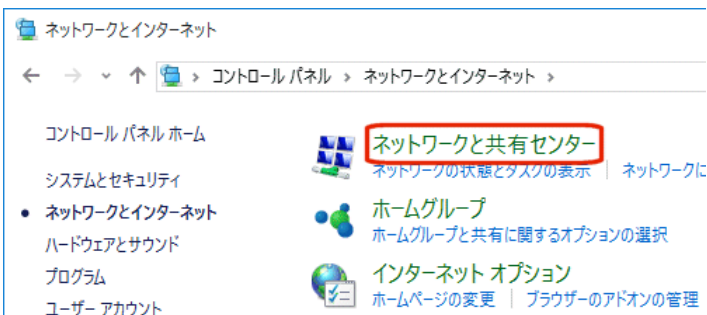 ネットワークとインターネット
コントロール パネル › ネットワークとインターネット ›
コントロール パネル ホーム
システムとセキュリティ
• ネットワークとインターネット
ハードウェアとサウンド
プログラム
ユーザー アカウント
ネットワークと共有センター
ネットワークの状態とタスクの表示 | ネットワークに
ホームグループ
ホームグループと共有に関するオプションの選択
インターネット オプション
ホームページの変更 | ブラウザーのアドオンの管理